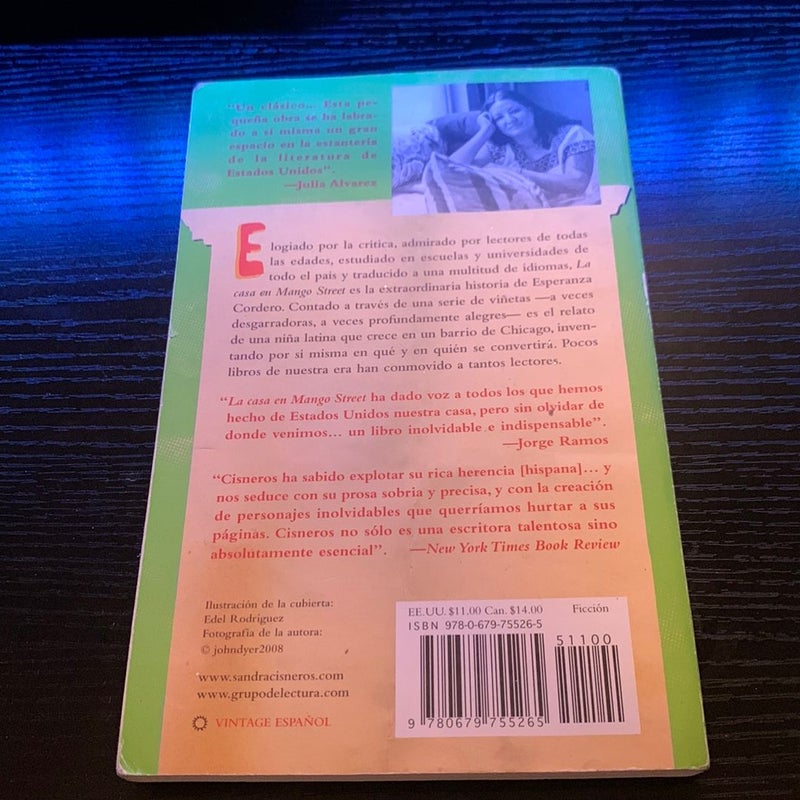 “Un clásico... Esta pe-
queña obra se ha labra-
do a sí misma un gran
espacio en la estantería
de la literatura de
Estados Unidos”.
—Julia Alvarez
Elogiado por la crítica, admirado por lectores de todas
las edades, estudiado en escuelas y universidades de
todo el país y traducido a una multitud de idiomas, La
casa en Mango Street es la extraordinaria historia de Esperanza
Cordero. Contado a través de una serie de viñetas —a veces
desgarradoras, a veces profundamente alegres— es el relato
de una niña latina que crece en un barrio de Chicago, inven-
tando por sí misma en qué y en quién se convertirá. Pocos
libros de nuestra era han conmovido a tantos lectores.
“La casa en Mango Street ha dado voz a todos los que hemos
hecho de Estados Unidos nuestra casa, pero sin olvidar de
donde venimos... un libro inolvidable e indispensable”.
—Jorge Ramos
“Cisneros ha sabido explotar su rica herencia [hispana]... y
nos seduce con su prosa sobria y precisa, y con la creación
de personajes inolvidables que querríamos hurtar a sus
páginas. Cisneros no sólo es una escritora talentosa sino
absolutamente esencial”. —New York Times Book Review
Ilustración de la cubierta:
Edel Rodriguez
Fotografía de la autora:
© johndyer2008
www.sandracisneros.com
www.grupodelectura.com
VINTAGE ESPAÑOL
EE.UU. $11.00 Can. $14.00 Ficción
ISBN 978-0-679-75526-5
51100
9 780679 755265